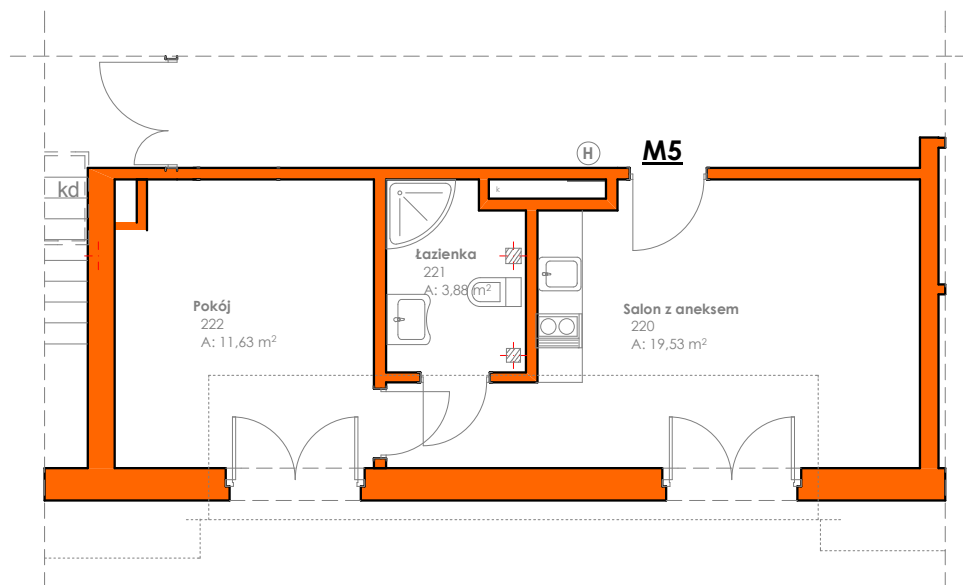 H
M5
kd
k
Łazienka
221
A: 3,88 m²
Pokój
222
A: 11,63 m²
Salon z aneksem
220
A: 19,53 m²